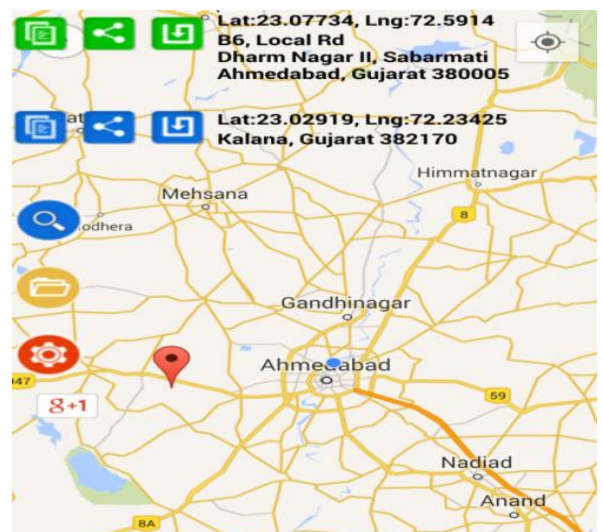 Lat:23.07734, Lng:72.5914
B6, Local Rd
Dharm Nagar II, Sabarmati
Ahmedabad, Gujarat 380005
Lat:23.02919, Lng:72.23425
Kalana, Gujarat 382170
Himmatnagar
Mehsana
8
odhera
Gandhinagar
Ahmedabad
947
59
g+1
Nadiad
Anand
8A